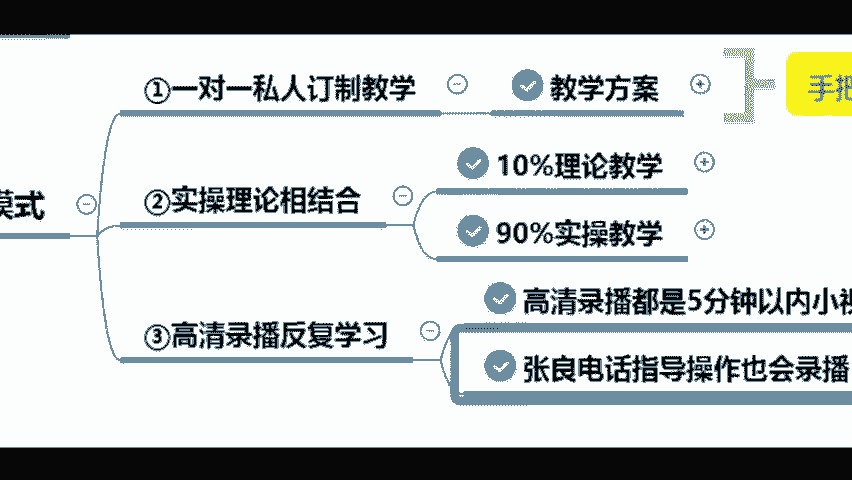 ①一对一私人订制教学
教学方案
手把
10%理论教学
模式
②实操理论相结合
90%实操教学
高清录播都是5分钟以内小视
③高清录播反复学习
张良电话指导操作也会录播